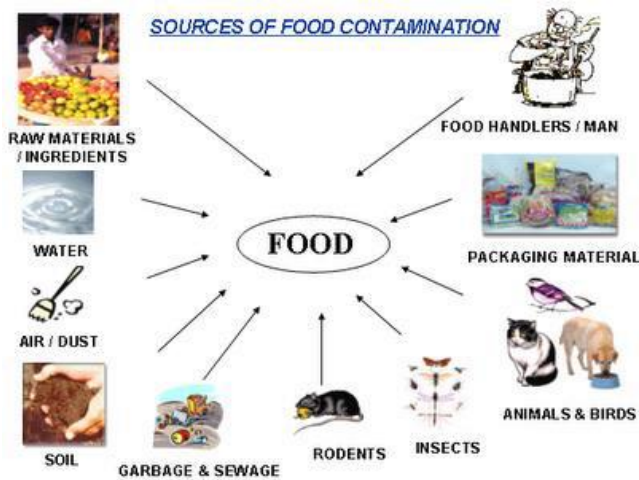 SOURCES OF FOOD CONTAMINATION
RAW MATERIALS
/ INGREDIENTS
FOOD HANDLERS / MAN
WATER
FOOD
PACKAGING MATERIAL
AIR / DUST
ANIMALS & BIRDS
SOIL
GARBAGE & SEWAGE
RODENTS
INSECTS